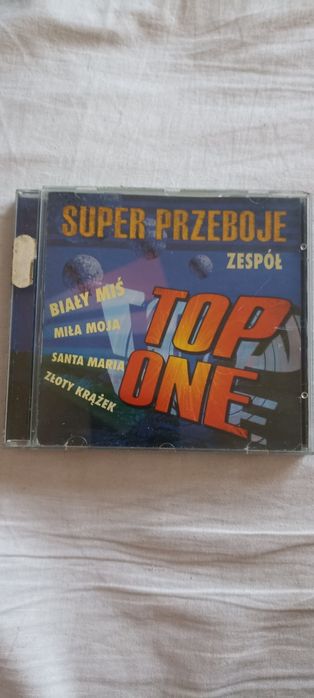 SUPER PRZEBOJE
ZESPÓŁ
BIAŁY MIŚ
MIŁA MOJA
SANTA MARIA
ZŁOTY KRĄŻEK
TOP
ONE